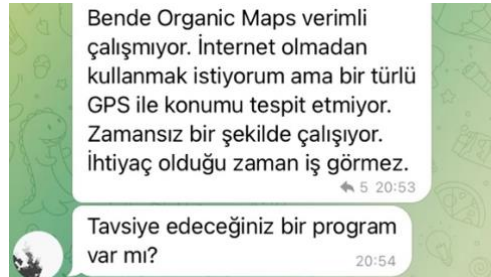 Bende Organic Maps verimli
çalışmıyor. İnternet olmadan
kullanmak istiyorum ama bir türlü
GPS ile konumu tespit etmiyor.
Zamansız bir şekilde çalışıyor.
İhtiyaç olduğu zaman iş görmez.
5 20:53
Tavsiye edeceğiniz bir program
var mı?
20:54